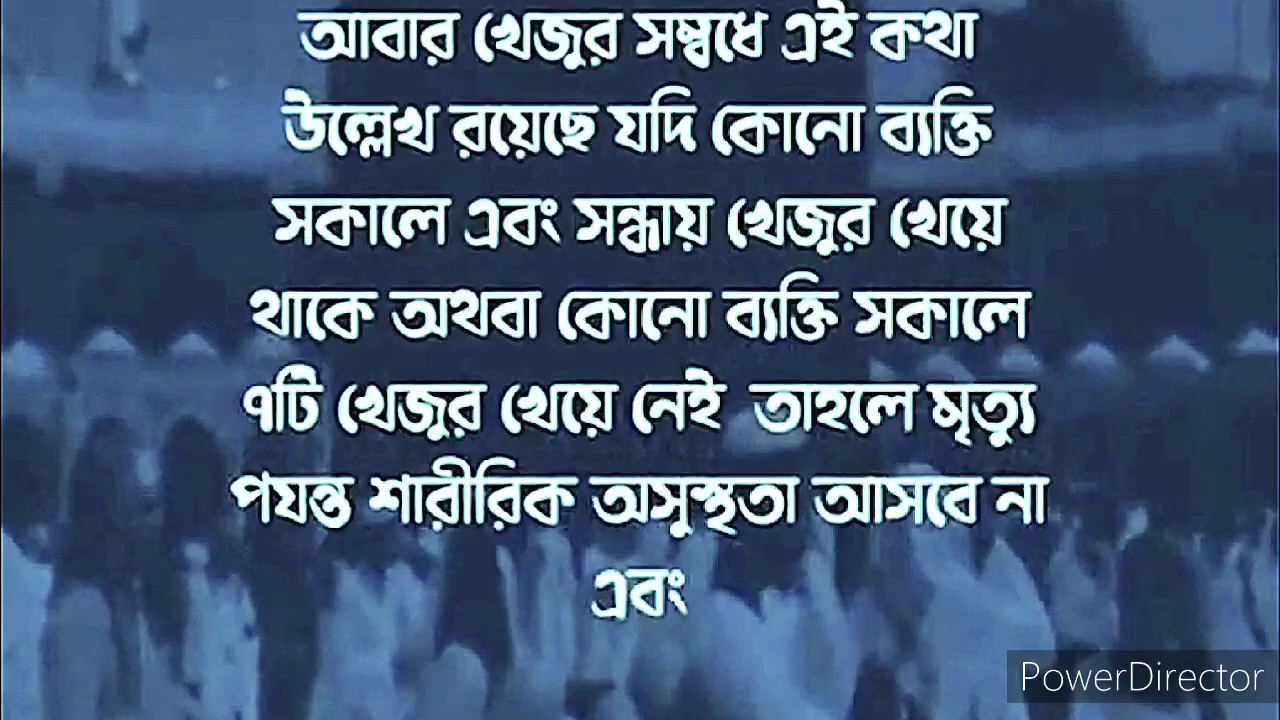 আবার খেজুর সম্বধে এই কথা
উল্লেখ রয়েছে যদি কোনো ব্যক্তি
সকালে এবং সন্ধায় খেজুর খেয়ে
থাকে অথবা কোনো ব্যক্তি সকালে
৭টি খেজুর খেয়ে নেই তাহলে মৃত্যু
পযন্ত শারীরিক অসুস্থতা আসবে না
এবং
PowerDirector